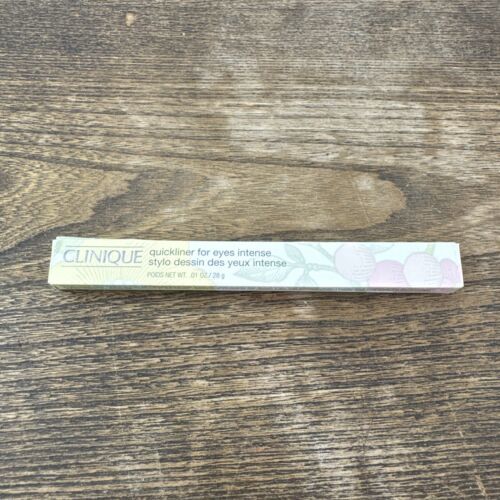 CLINIQUE
quickliner for eyes intense
stylo dessin des yeux intense
POIDS NET WT. .01 OZ./28 g